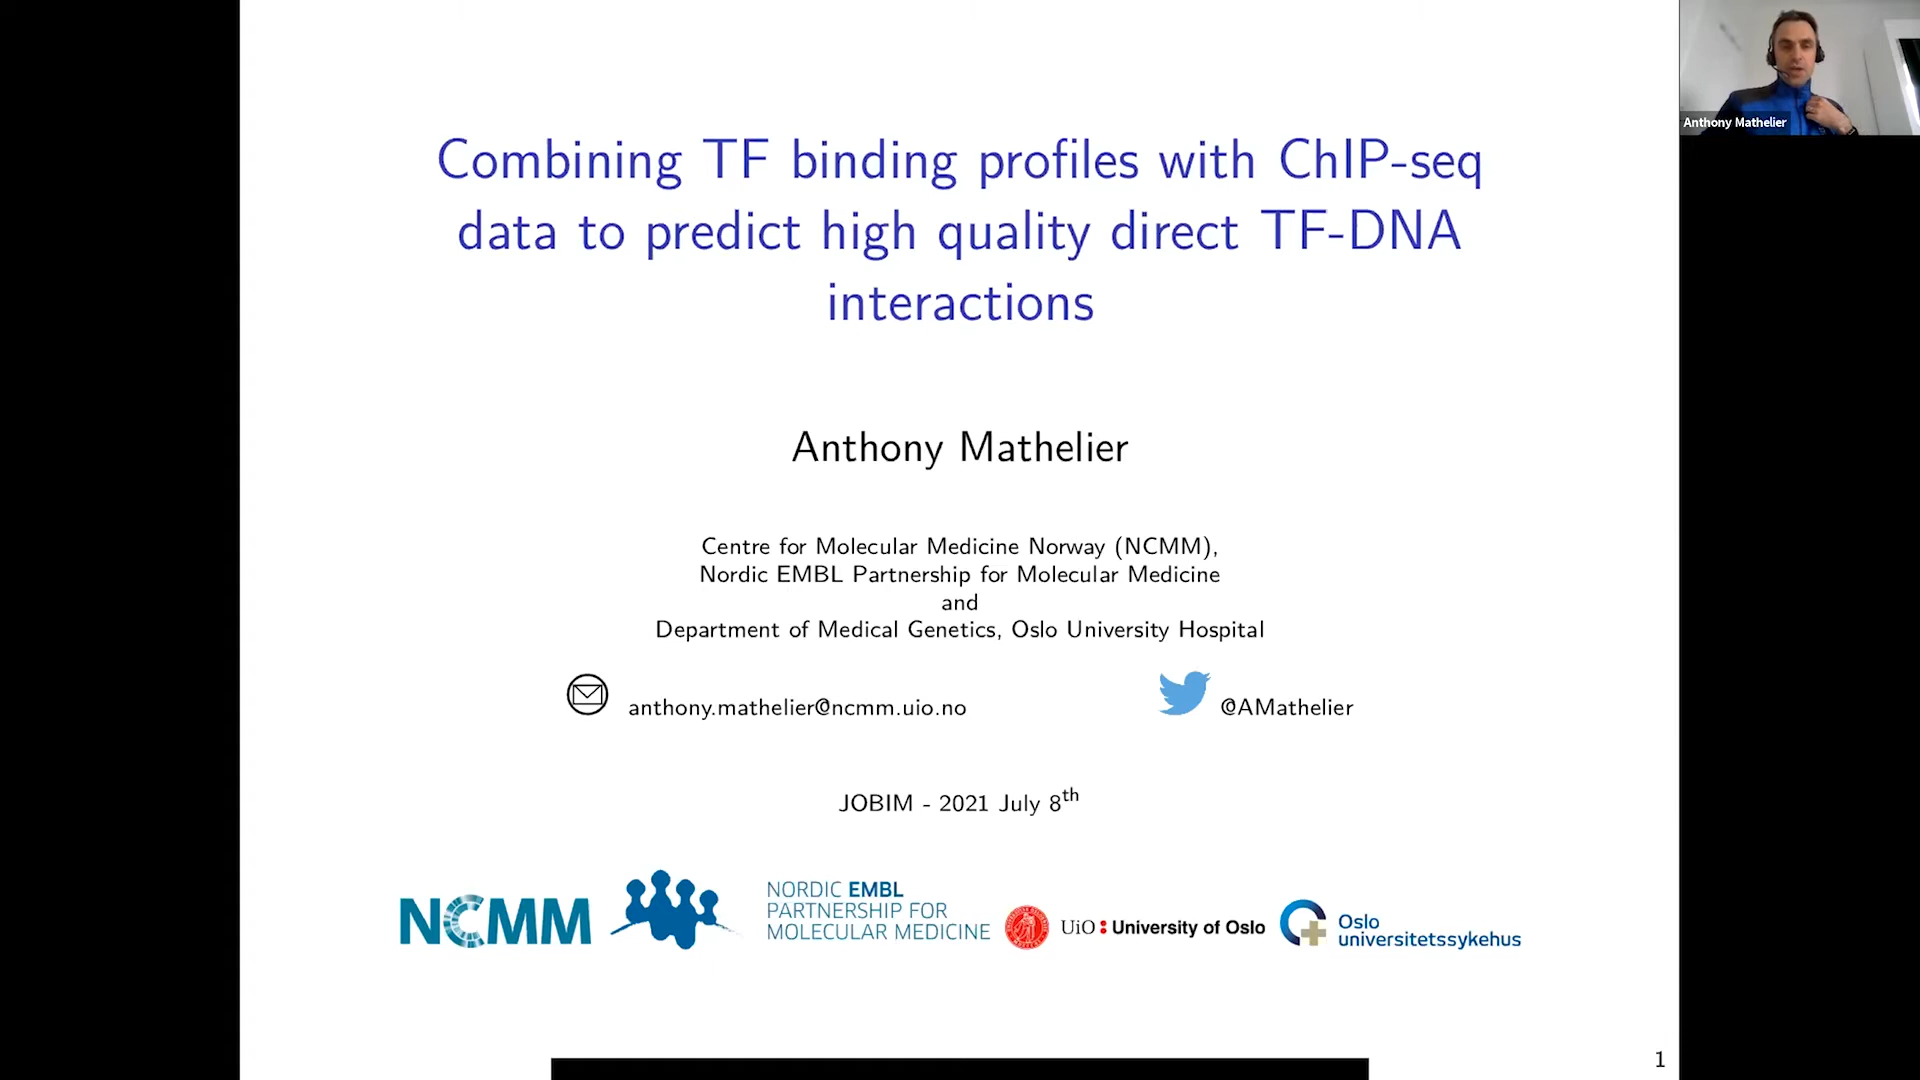 Combining TF binding profiles with ChIP-seq
data to predict high quality direct TF-DNA
interactions
Anthony Mathelier
Anthony Mathelier
Centre for Molecular Medicine Norway (NCMM),
Nordic EMBL Partnership for Molecular Medicine
and
Department of Medical Genetics, Oslo University Hospital
anthony.mathelier@ncmm.uio.no
@AMathelier
JOBIM - 2021 July 8th
NCMM
NORDIC EMBL
PARTNERSHIP FOR
MOLECULAR MEDICINE
UiO: University of Oslo
Oslo
universitetssykehus
1